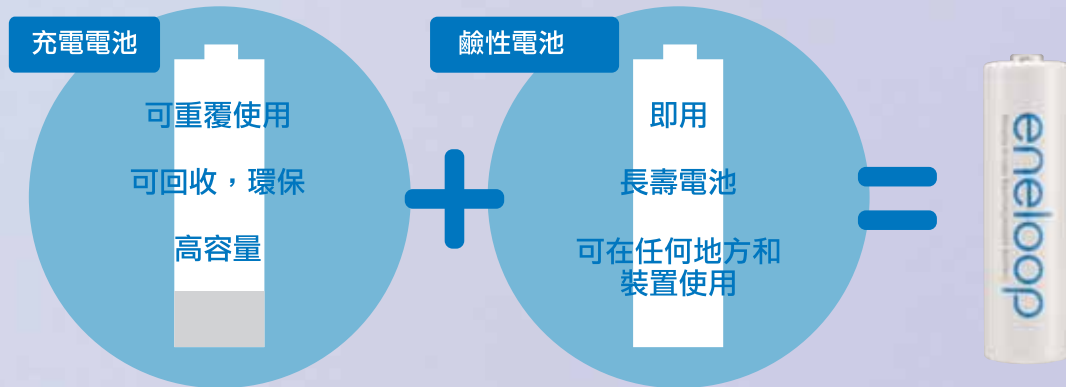 充電電池
可重覆使用
可回收，環保
高容量
+
鹼性電池
即用
長壽電池
可在任何地方和
裝置使用
=
eneloop